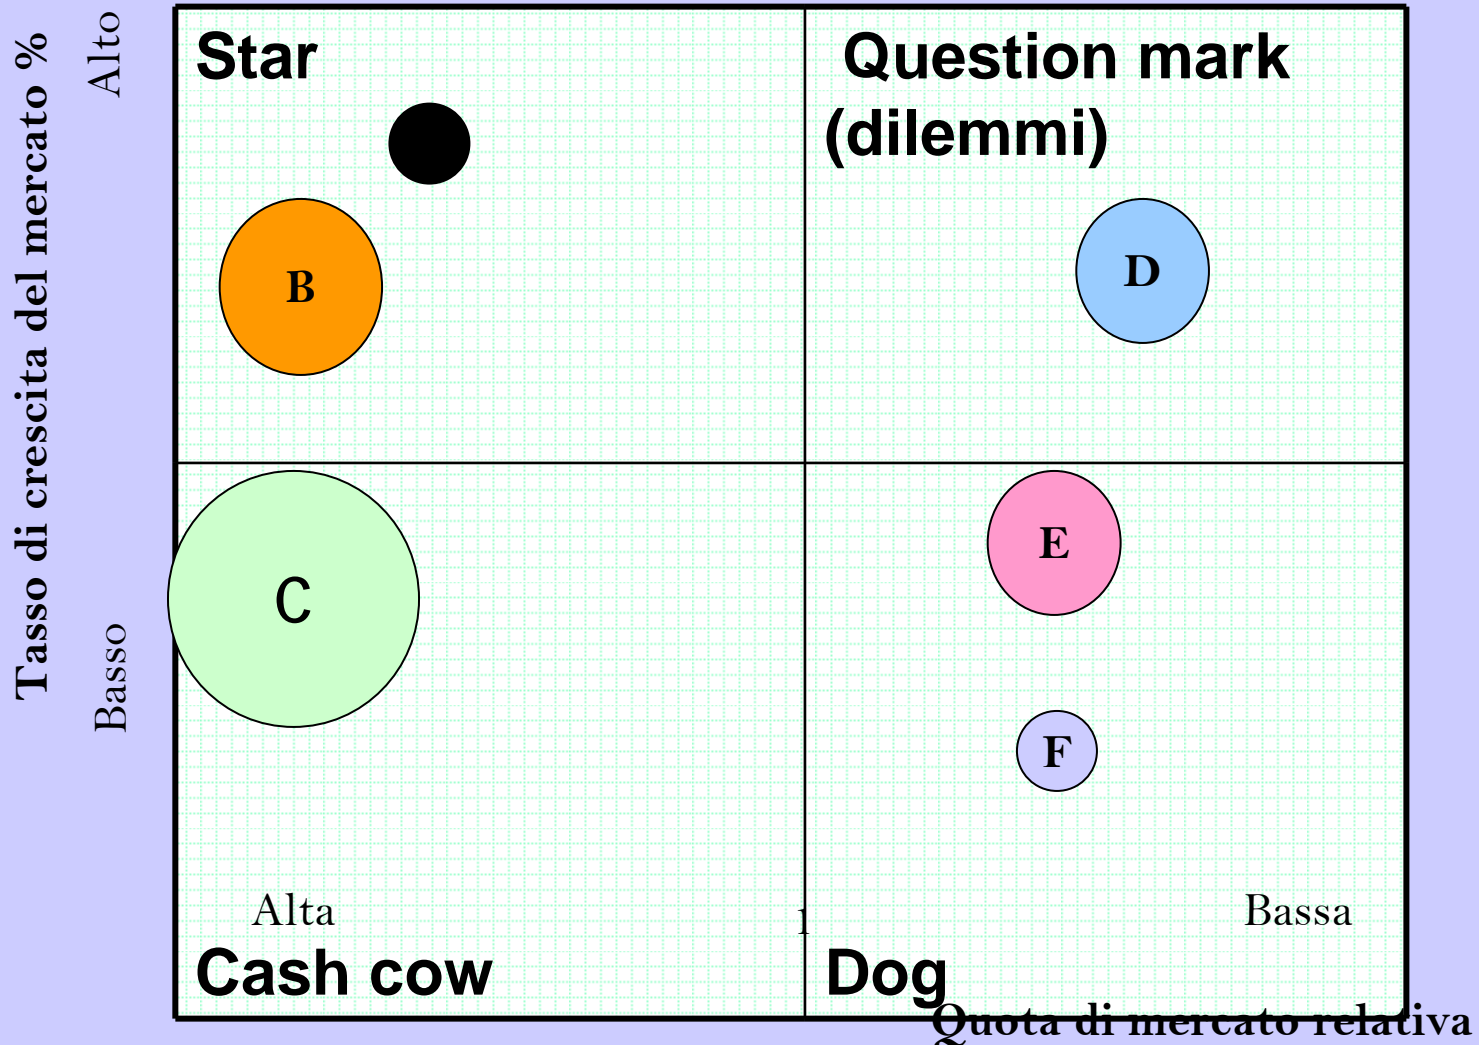 Tasso di crescita del mercato %
Alto
Basso
Star
Question mark
(dilemmi)
B
D
C
E
F
Alta
1
Bassa
Cash cow
Dog
Quota di mercato relativa